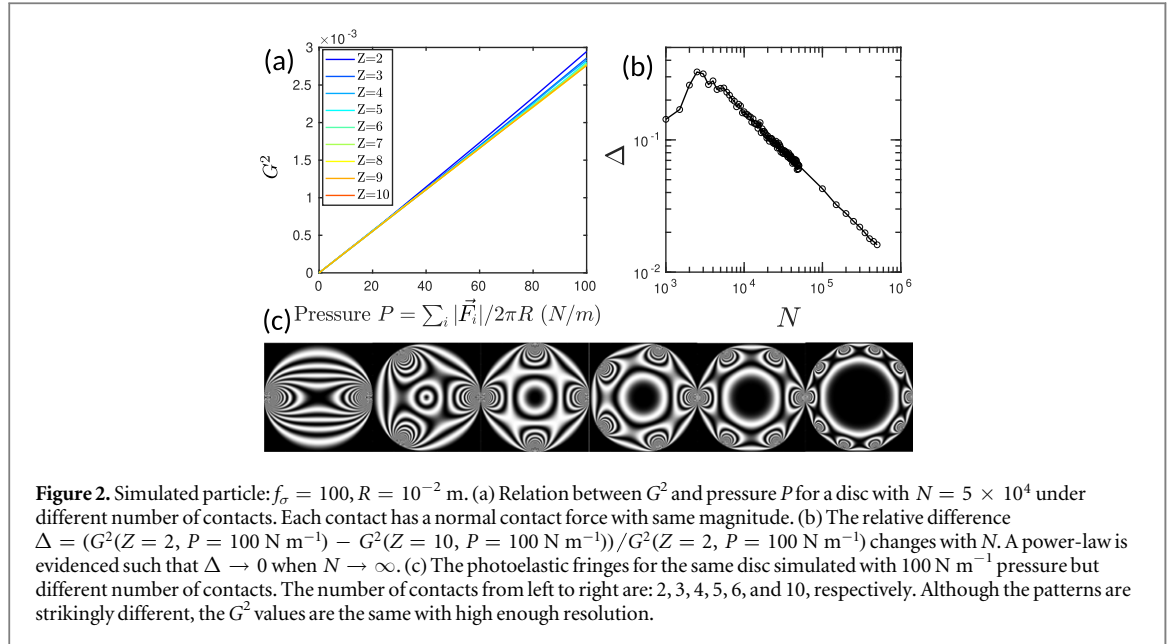 (a)
×10⁻³
3
2.5
2
1.5
1
0.5
0
G²
Z=2
Z=3
Z=4
Z=5
Z=6
Z=7
Z=8
Z=9
Z=10
0 20 40 60 80 100
Pressure P = ∑ᵢ |F⃗ᵢ|/2πR (N/m)
(b)
Δ
10⁻¹
10⁻²
10³ 10⁴ 10⁵ 10⁶
N
(c)
Figure 2. Simulated particle: f_σ = 100, R = 10⁻² m. (a) Relation between G² and pressure P for a disc with N = 5 × 10⁴ under
different number of contacts. Each contact has a normal contact force with same magnitude. (b) The relative difference
Δ = (G²(Z = 2, P = 100 N m⁻¹) − G²(Z = 10, P = 100 N m⁻¹))/G²(Z = 2, P = 100 N m⁻¹) changes with N. A power-law is
evidenced such that Δ → 0 when N → ∞. (c) The photoelastic fringes for the same disc simulated with 100 N m⁻¹ pressure but
different number of contacts. The number of contacts from left to right are: 2, 3, 4, 5, 6, and 10, respectively. Although the patterns are
strikingly different, the G² values are the same with high enough resolution.